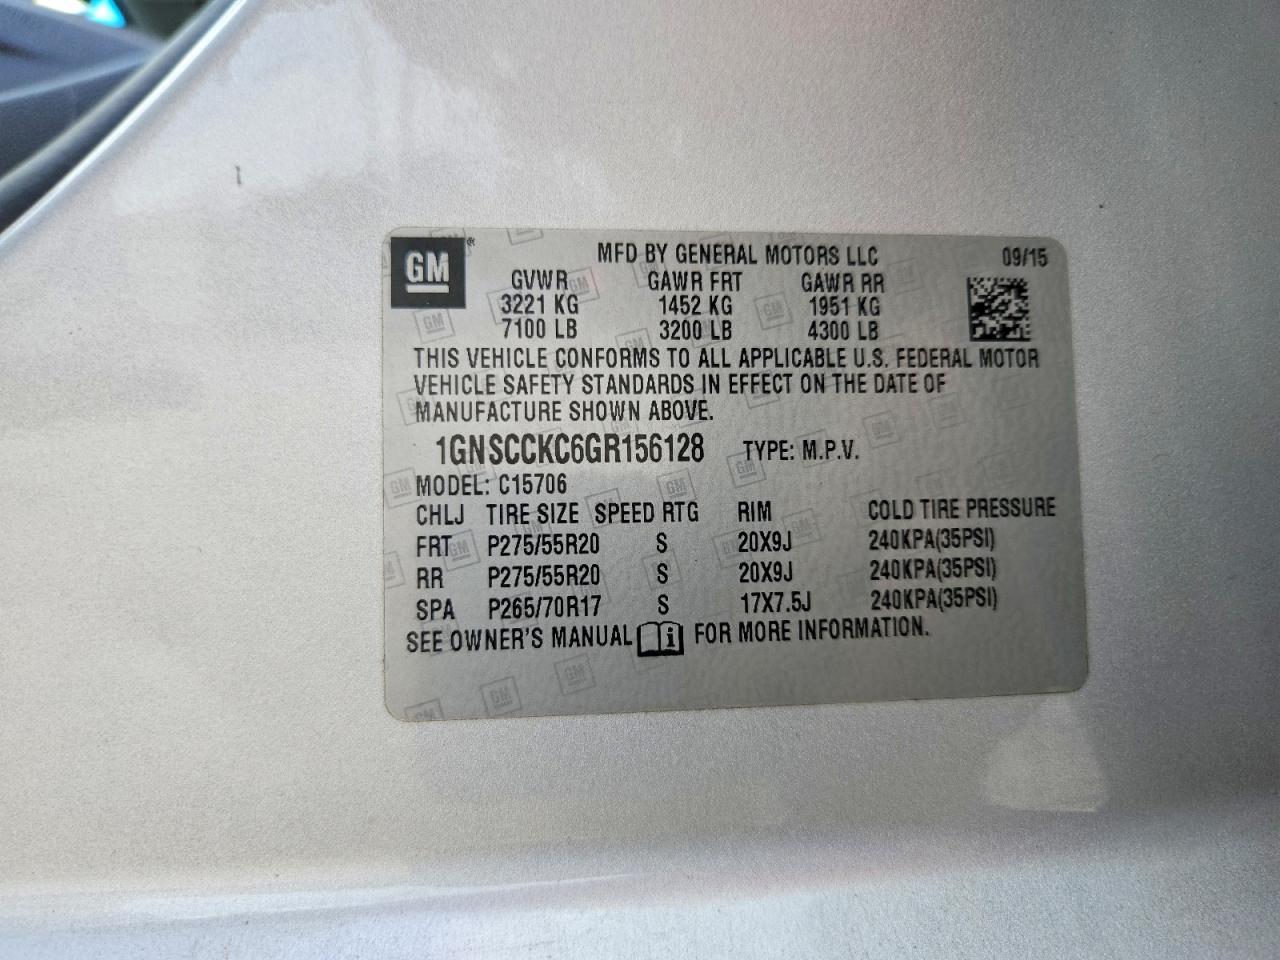 GM®
MFD BY GENERAL MOTORS LLC 09/15
GVWR GAWR FRT GAWR RR
3221 KG 1452 KG 1951 KG
7100 LB 3200 LB 4300 LB
THIS VEHICLE CONFORMS TO ALL APPLICABLE U.S. FEDERAL MOTOR
VEHICLE SAFETY STANDARDS IN EFFECT ON THE DATE OF
MANUFACTURE SHOWN ABOVE.
1GNSCCKC6GR156128 TYPE: M.P.V.
MODEL: C15706
CHLJ TIRE SIZE SPEED RTG RIM COLD TIRE PRESSURE
FRT P275/55R20 S 20X9J 240KPA(35PSI)
RR P275/55R20 S 20X9J 240KPA(35PSI)
SPA P265/70R17 S 17X7.5J 240KPA(35PSI)
SEE OWNER'S MANUAL i FOR MORE INFORMATION.